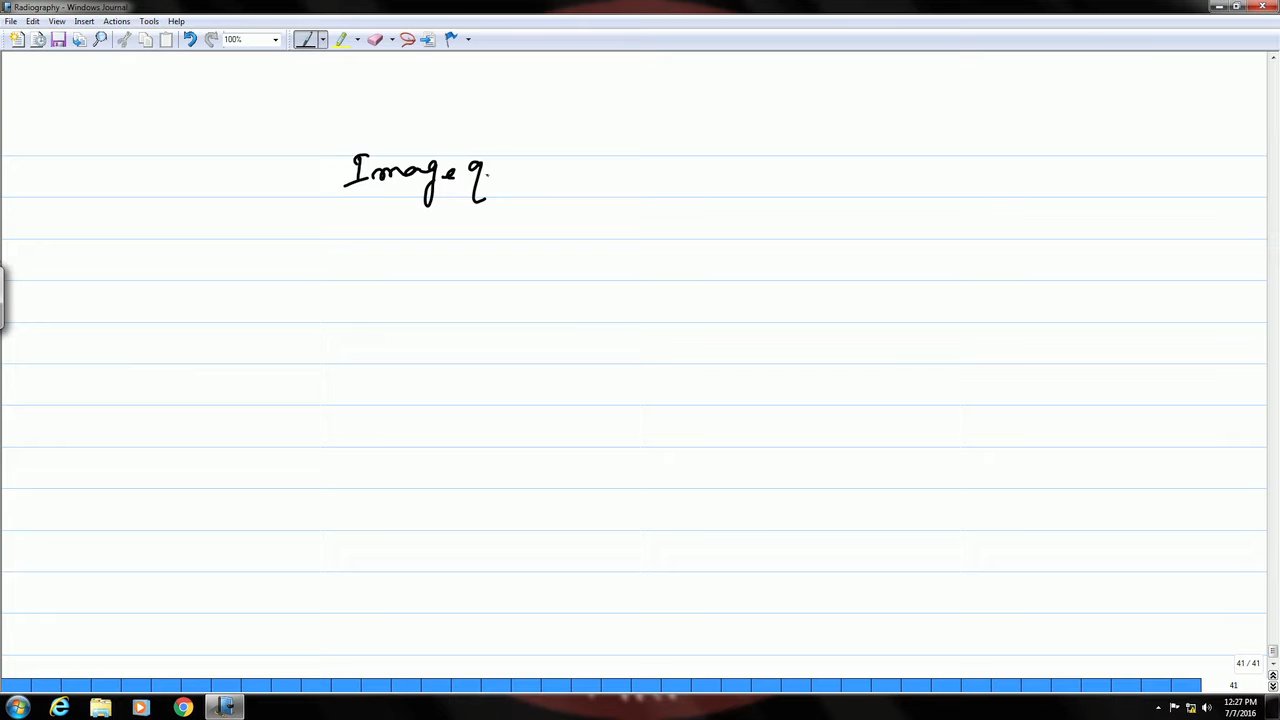 Radiography - Windows Journal
File Edit View Insert Actions Tools Help
100%
Image q
41 / 41
41
12:27 PM
7/7/2016